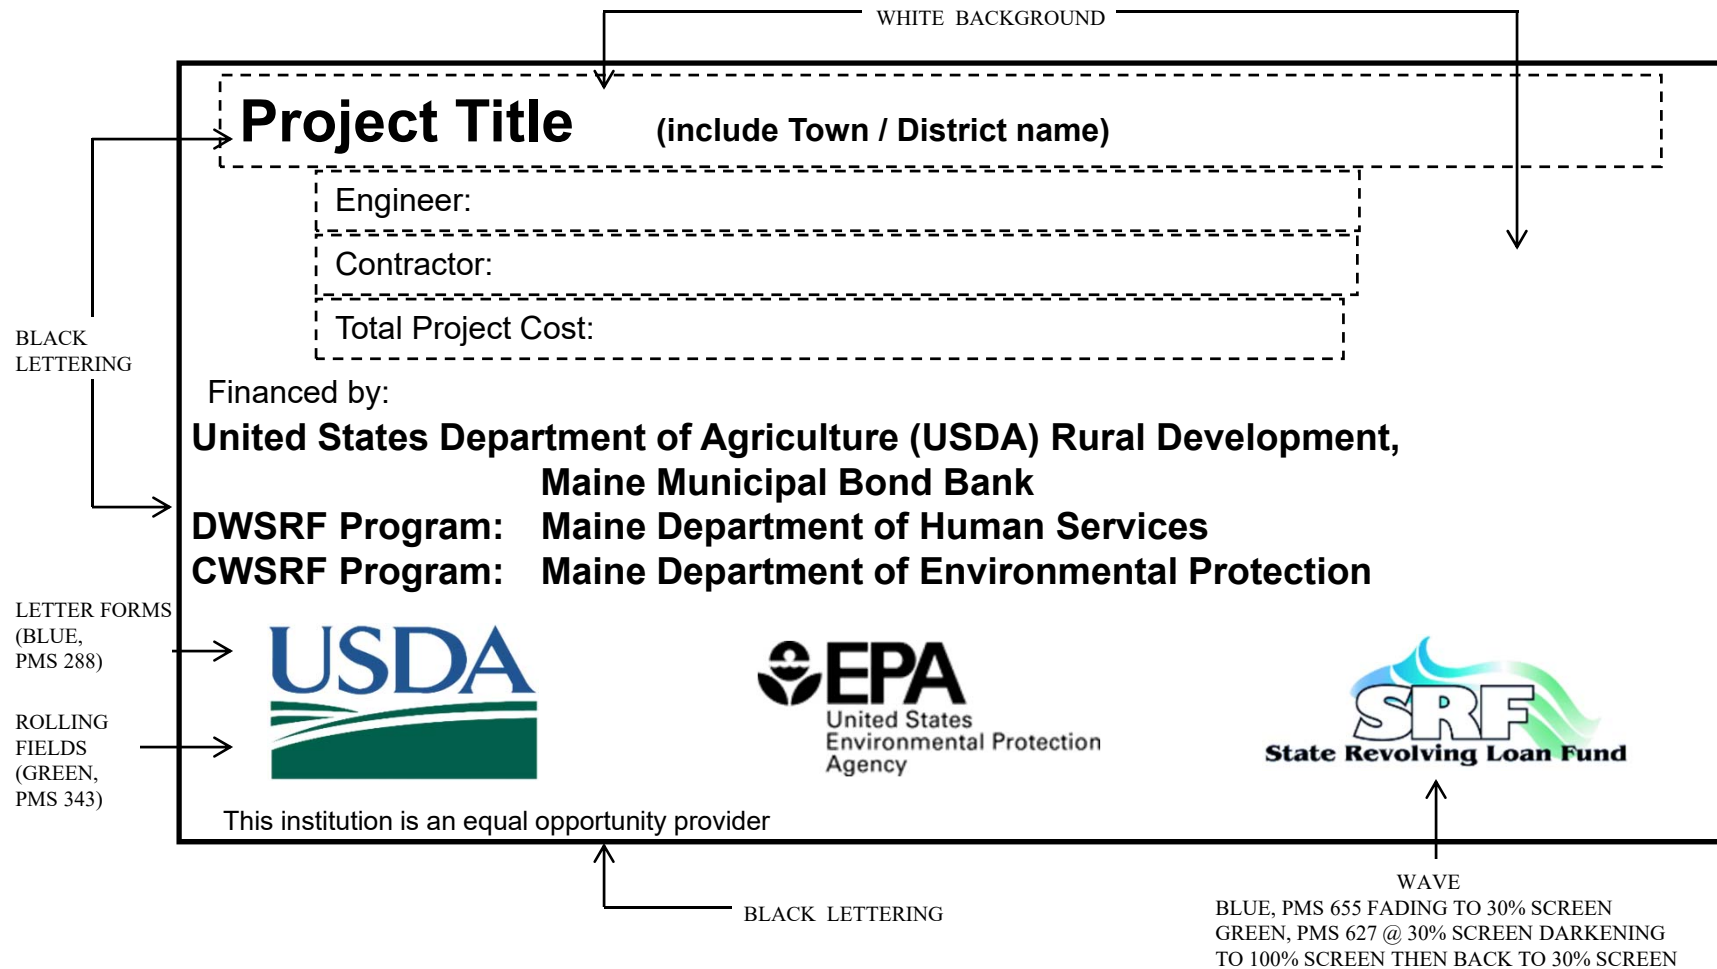 WHITE BACKGROUND
Project Title (include Town / District name)
Engineer:
Contractor:
Total Project Cost:
BLACK
LETTERING
Financed by:
United States Department of Agriculture (USDA) Rural Development,
Maine Municipal Bond Bank
DWSRF Program: Maine Department of Human Services
CWSRF Program: Maine Department of Environmental Protection
LETTER FORMS
(BLUE,
PMS 288)
ROLLING
FIELDS
(GREEN,
PMS 343)
USDA
EPA
United States
Environmental Protection
Agency
SRF
State Revolving Loan Fund
This institution is an equal opportunity provider
BLACK LETTERING
WAVE
BLUE, PMS 655 FADING TO 30% SCREEN
GREEN, PMS 627 @ 30% SCREEN DARKENING
TO 100% SCREEN THEN BACK TO 30% SCREEN